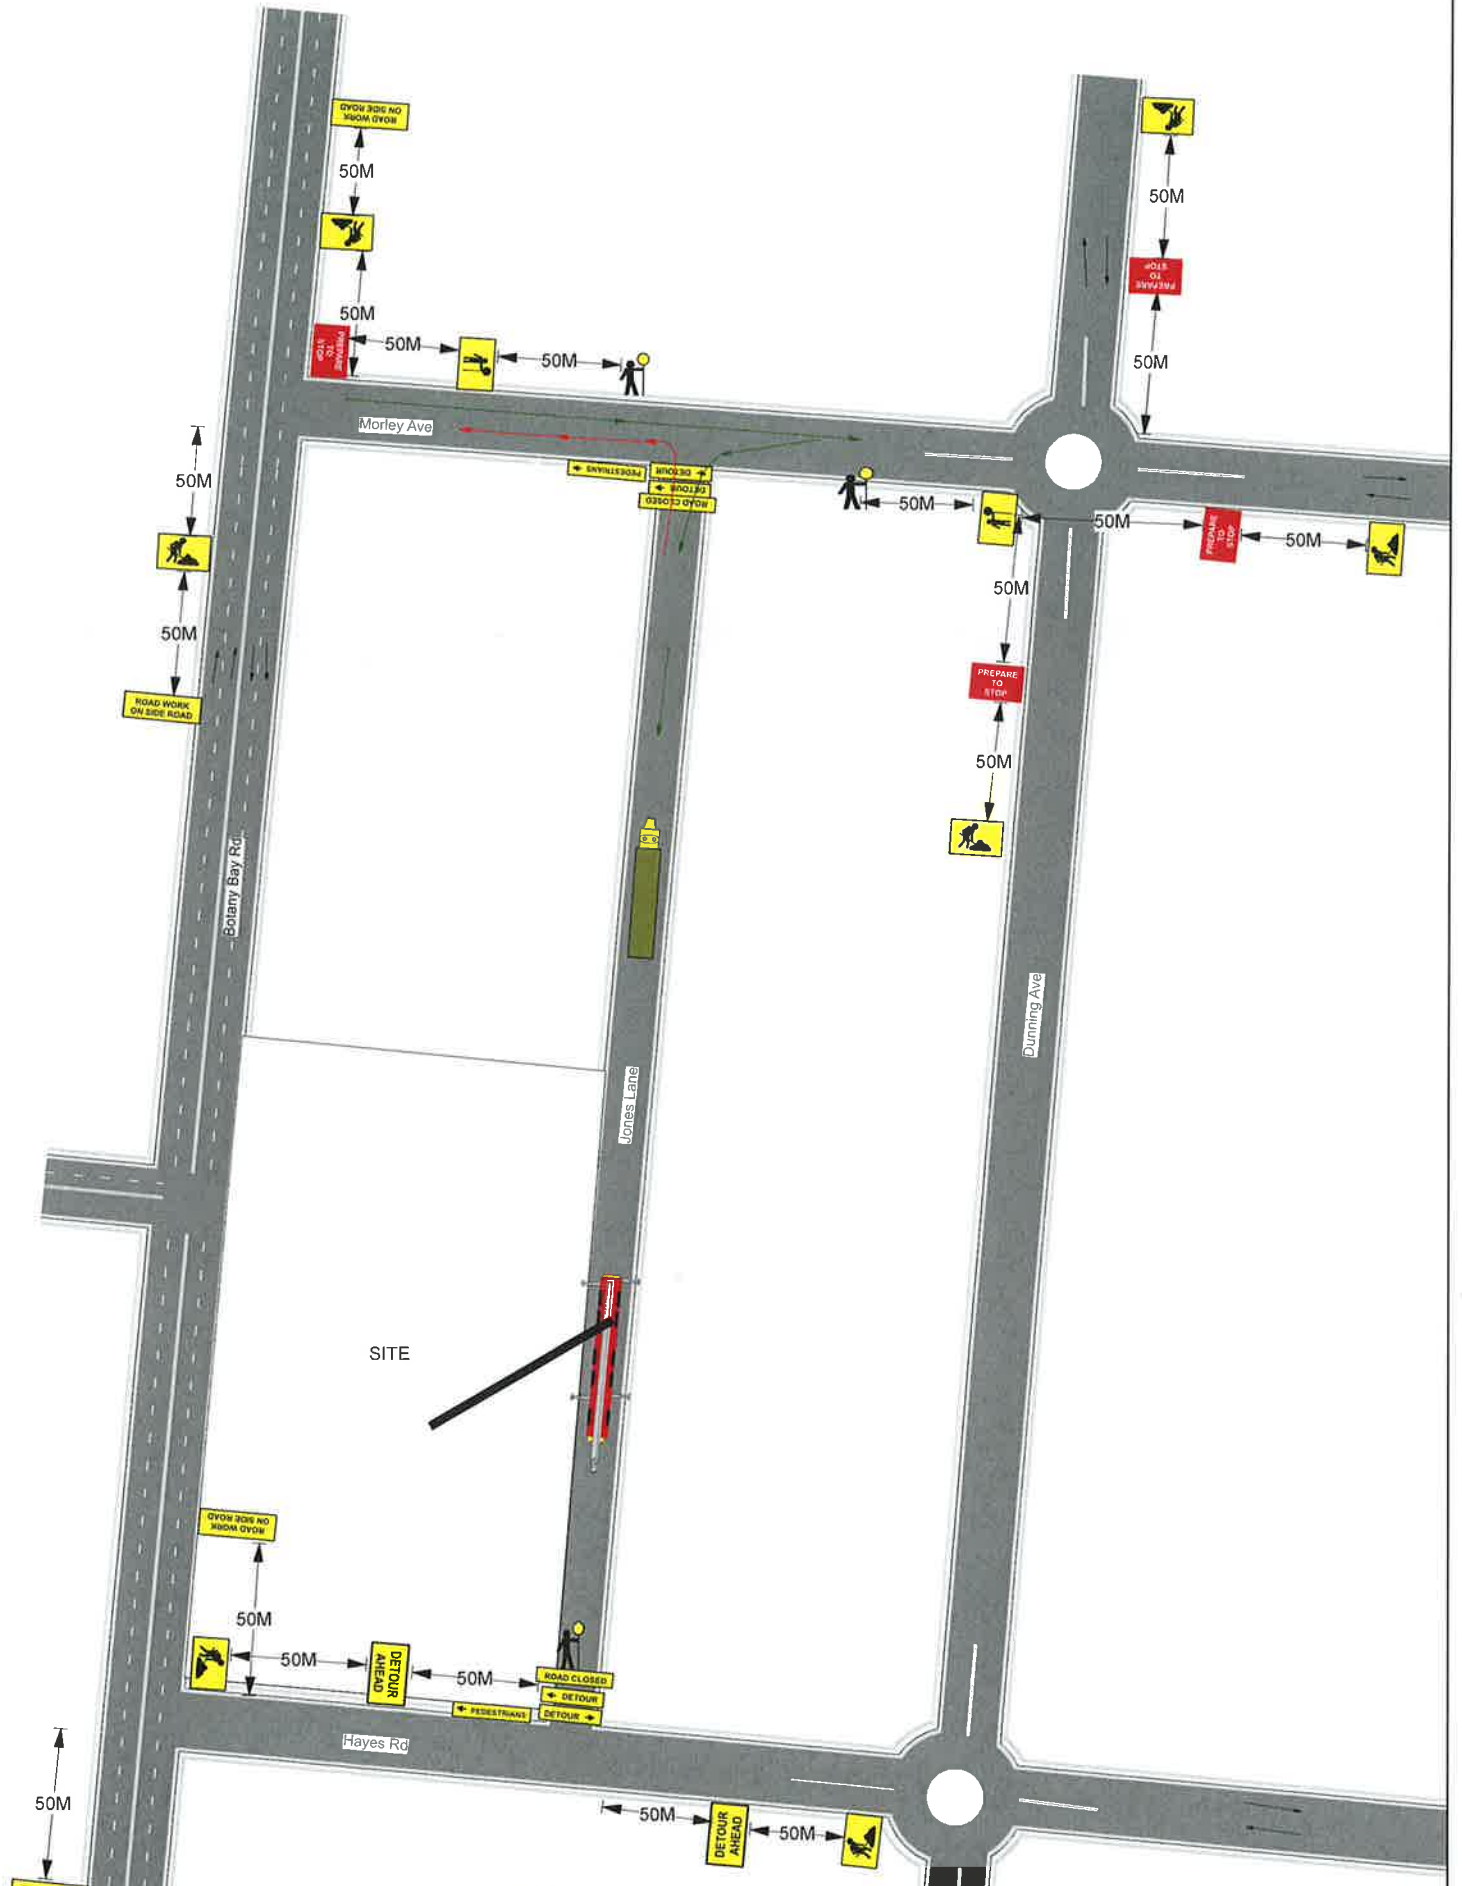 ROAD WORK
ON SIDE ROAD
50M
50M
50M
PREPARE
TO
STOP
50M
50M
PREPARE
TO
STOP
50M
Morley Ave
PEDESTRIANS
DETOUR
DETOUR
ROAD CLOSED
50M
50M
50M
PREPARE
TO
STOP
50M
50M
50M
ROAD WORK
ON SIDE ROAD
50M
PREPARE
TO
STOP
50M
Botany Bay Rd
Dunning Ave
Jones Lane
SITE
ROAD WORK
ON SIDE ROAD
50M
50M
DETOUR
AHEAD
50M
ROAD CLOSED
DETOUR
PEDESTRIANS
DETOUR
Hayes Rd
50M
50M
DETOUR
AHEAD
50M